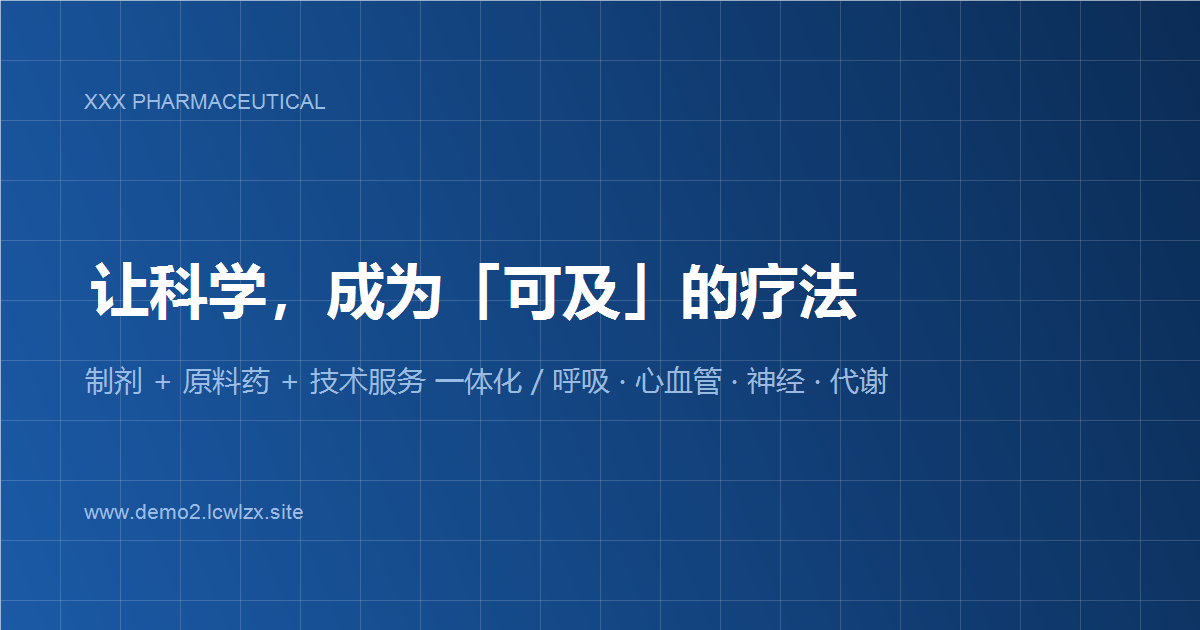 XXX PHARMACEUTICAL
让科学，成为「可及」的疗法
制剂 + 原料药 + 技术服务 一体化 / 呼吸 · 心血管 · 神经 · 代谢
www.demo2.lcwlzx.site